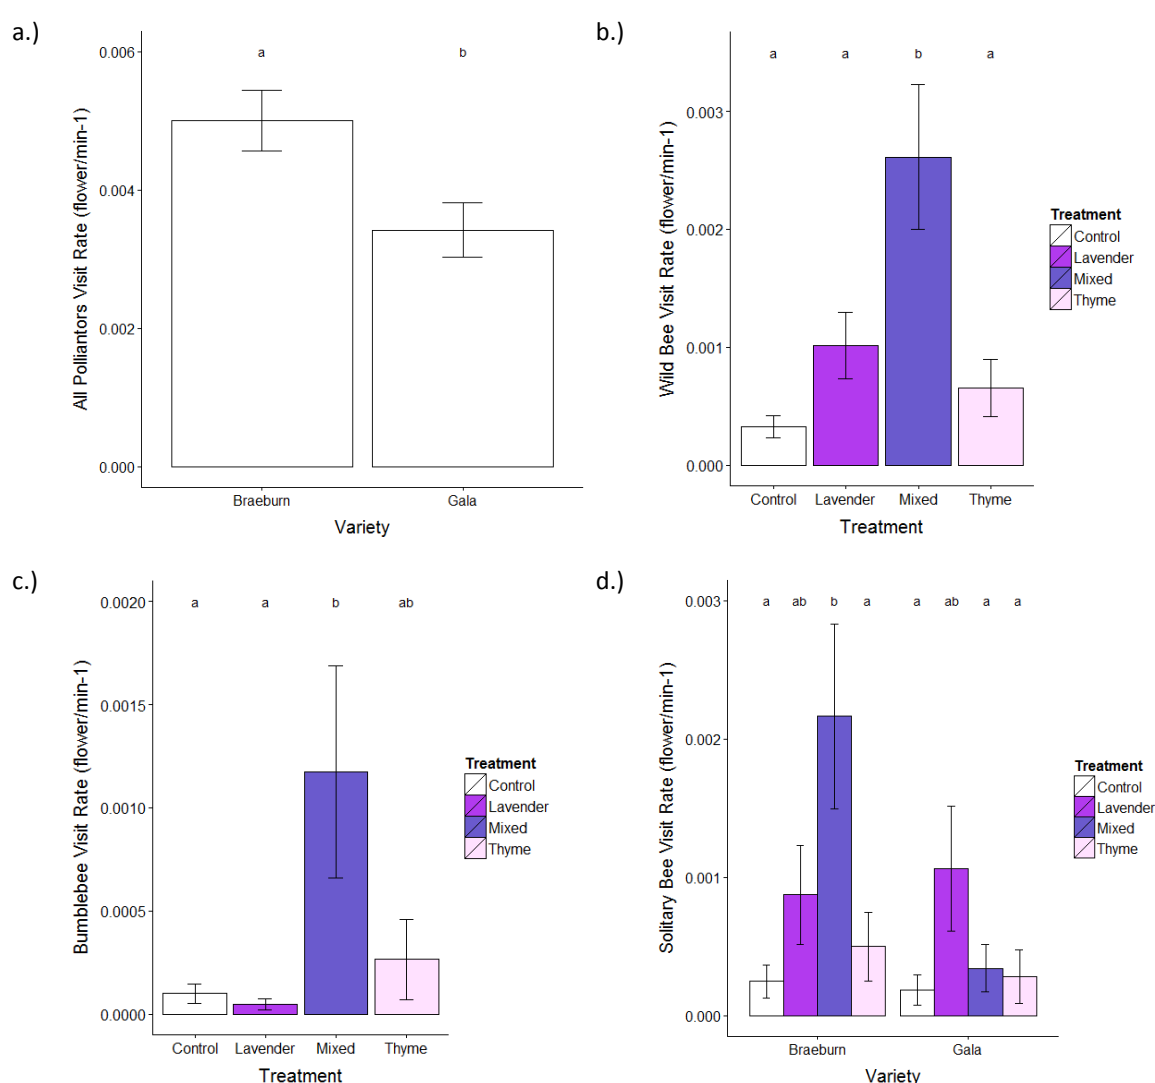 a.)
0.006
0.004
0.002
0.000
All Polliantors Visit Rate (flower/min-1)
a b
Braeburn Gala
Variety
b.)
0.003
0.002
0.001
0.000
Wild Bee Visit Rate (flower/min-1)
a a b a
Control Lavender Mixed Thyme
Treatment
Treatment
Control
Lavender
Mixed
Thyme
c.)
0.0020
0.0015
0.0010
0.0005
0.0000
Bumblebee Visit Rate (flower/min-1)
a a b ab
Control Lavender Mixed Thyme
Treatment
Treatment
Control
Lavender
Mixed
Thyme
d.)
0.003
0.002
0.001
0.000
Solitary Bee Visit Rate (flower/min-1)
a ab b a a ab a a
Braeburn Gala
Variety
Treatment
Control
Lavender
Mixed
Thyme